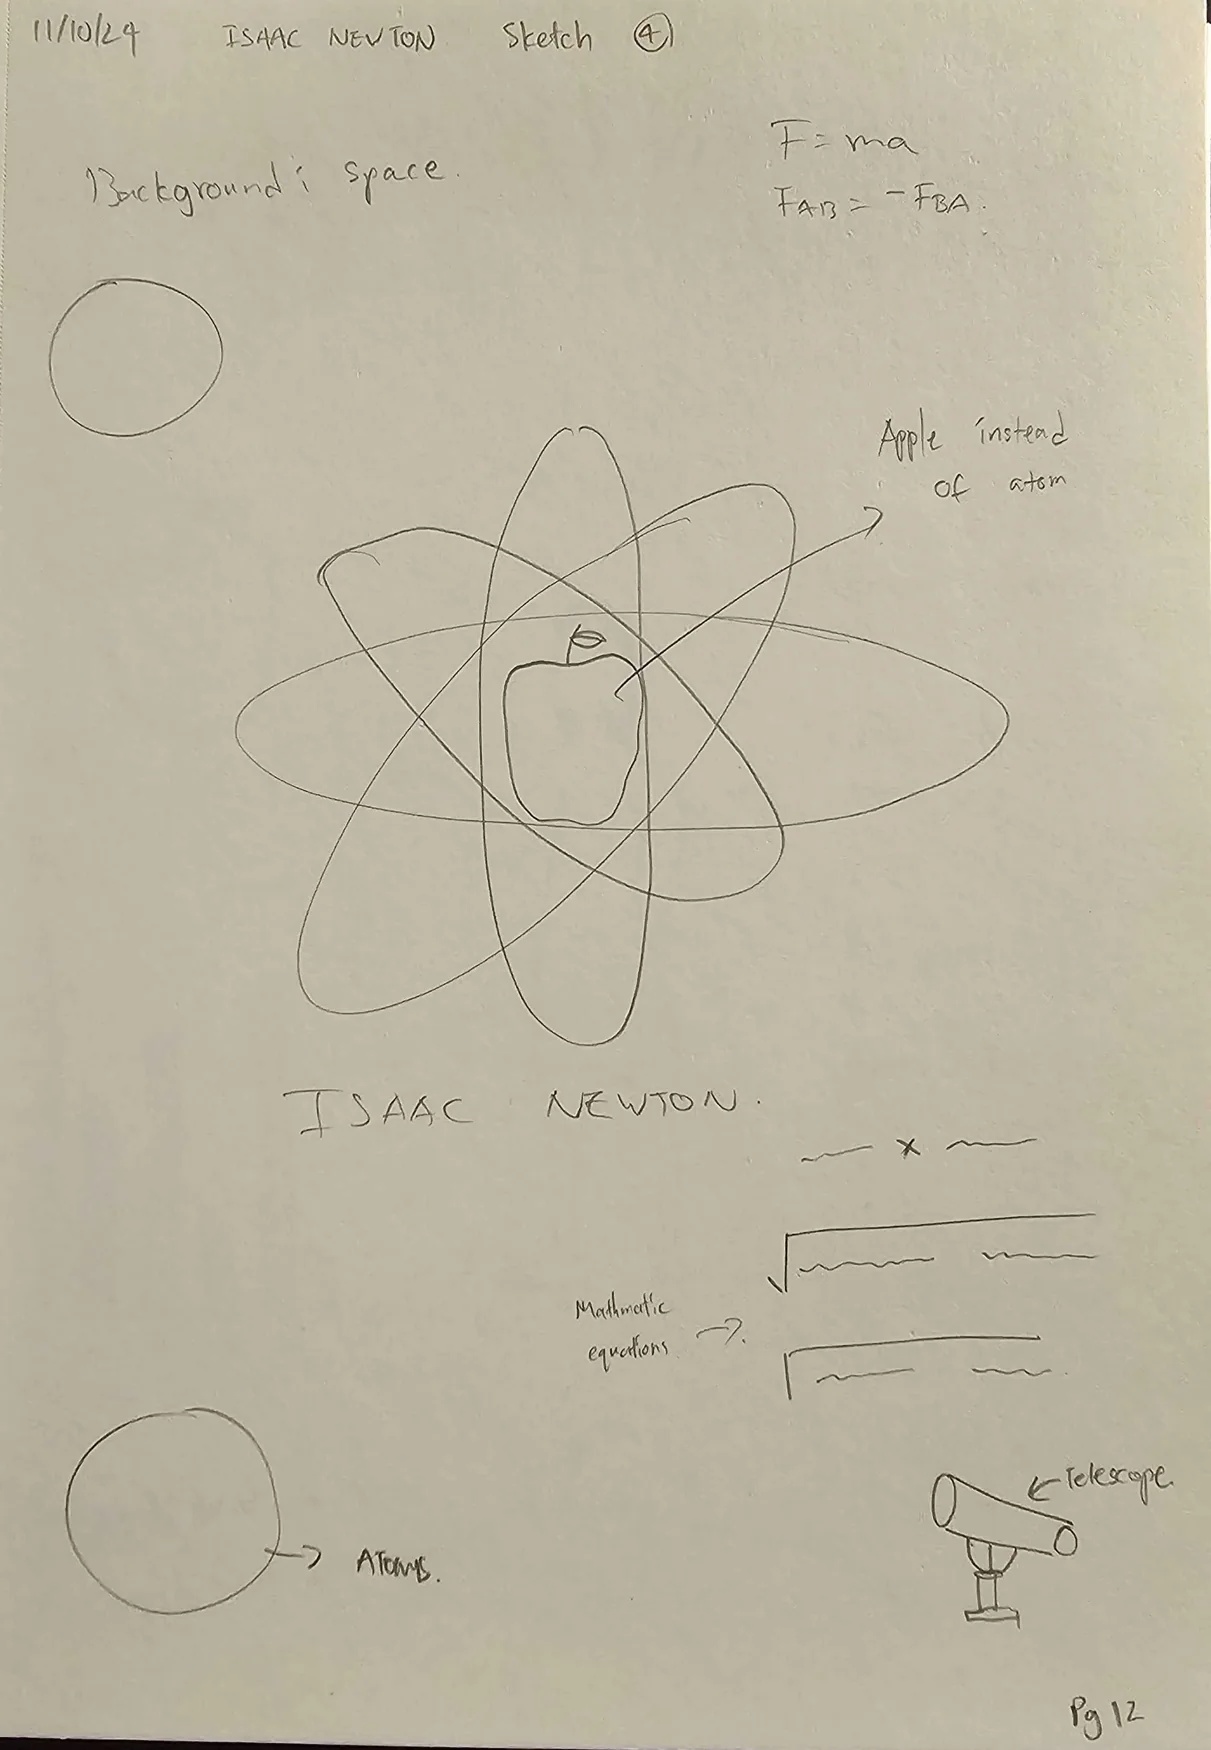 11/10/24 ISAAC NEWTON Sketch 4
F = ma
Background : space.
FAB = -FBA.
Apple instead
of atom
ISAAC NEWTON.
x
Mathmatic
equations
Telescope.
Atoms.
Pg 12